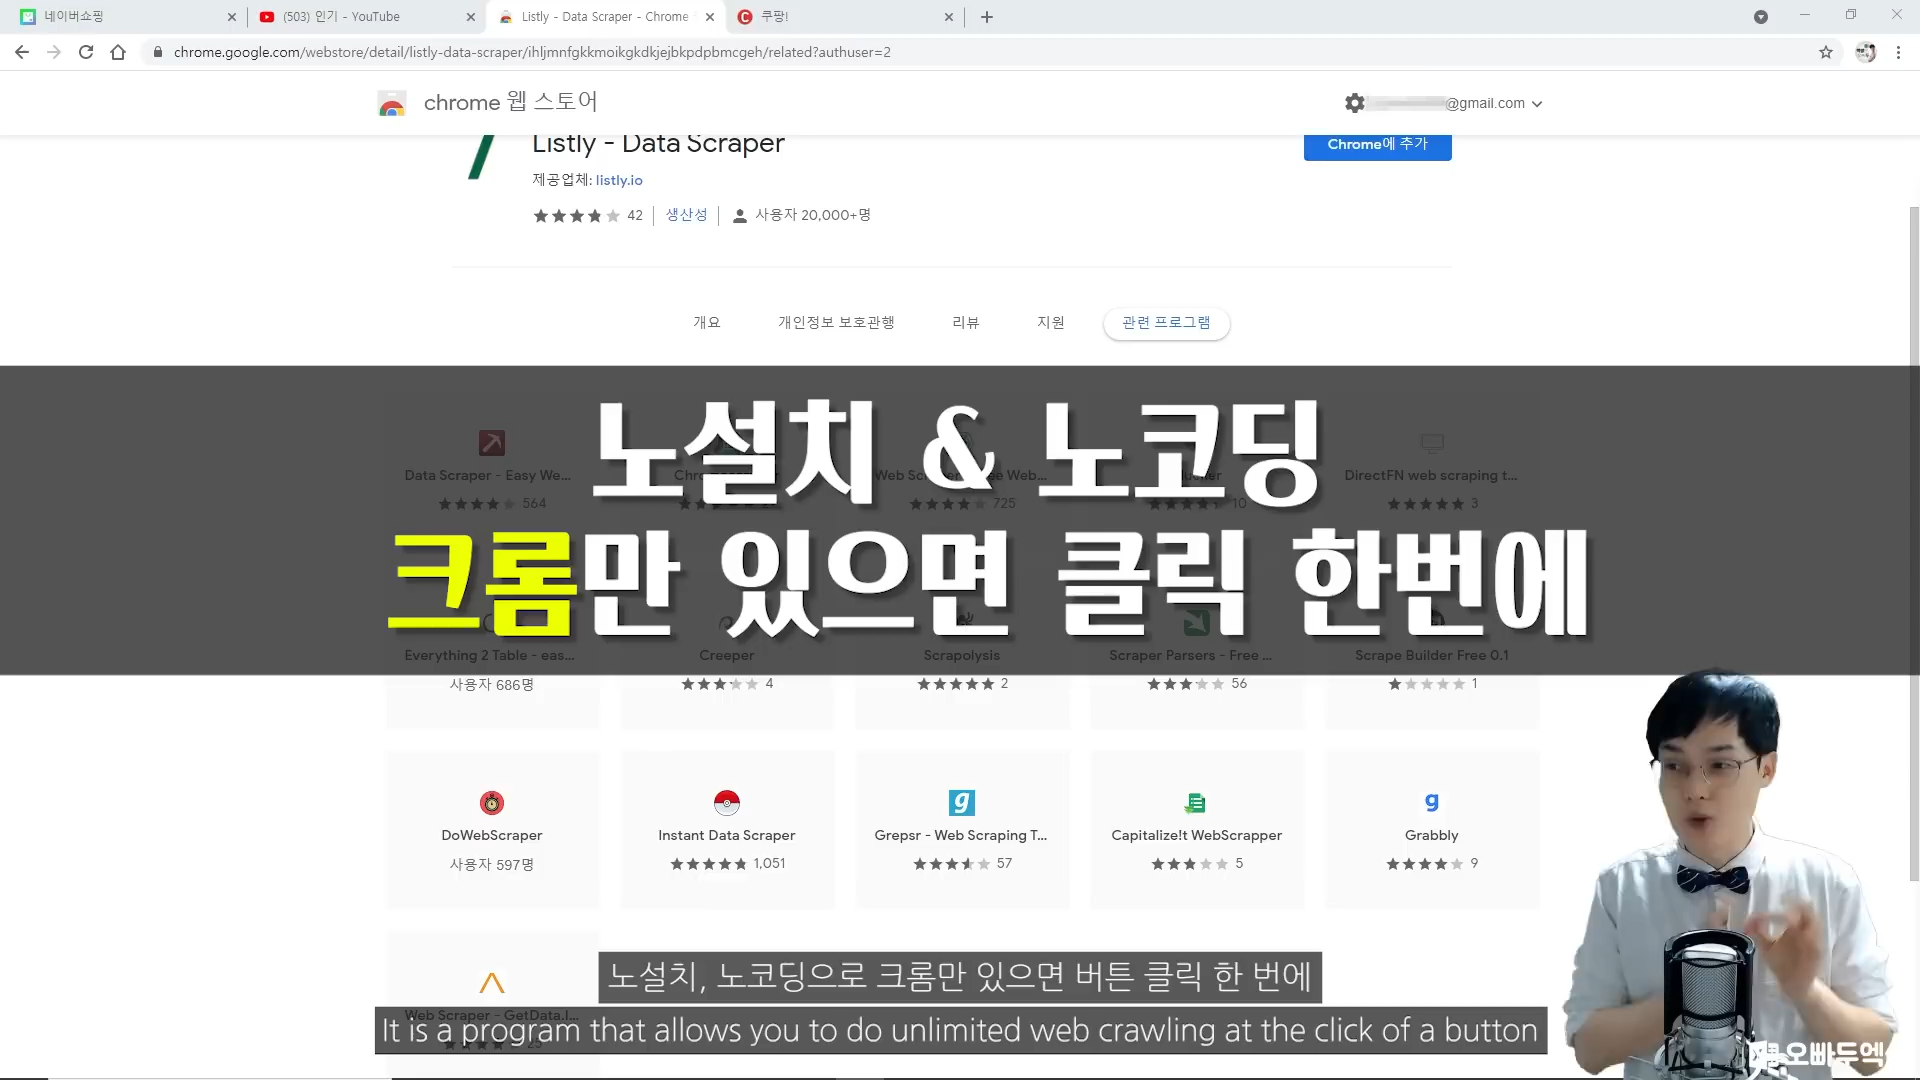 네이버쇼핑
(503) 인기 - YouTube
Listly - Data Scraper - Chrome
쿠팡!
chrome.google.com/webstore/detail/listly-data-scraper/ihljmnfgkkmoikgkdkjejbkpdpbmcgeh/related?authuser=2
chrome 웹 스토어
@gmail.com
Listly - Data Scraper
Chrome에 추가
제공업체: listly.io
42
생산성
사용자 20,000+명
개요
개인정보 보호관행
리뷰
지원
관련 프로그램
노설치 & 노코딩
크롬만 있으면 클릭 한번에
Data Scraper - Easy We...
564
725
10
DirectFN web scraping t...
3
Everything 2 Table - eas...
사용자 686명
Creeper
4
Scrapolysis
2
Scraper Parsers - Free ...
56
Scrape Builder Free 0.1
1
DoWebScraper
사용자 597명
Instant Data Scraper
1,051
Grepsr - Web Scraping T...
57
Capitalize!t WebScrapper
5
Grabbly
9
Web Scraper - GetData.I...
노설치, 노코딩으로 크롬만 있으면 버튼 클릭 한 번에
It is a program that allows you to do unlimited web crawling at the click of a button
오빠두엑